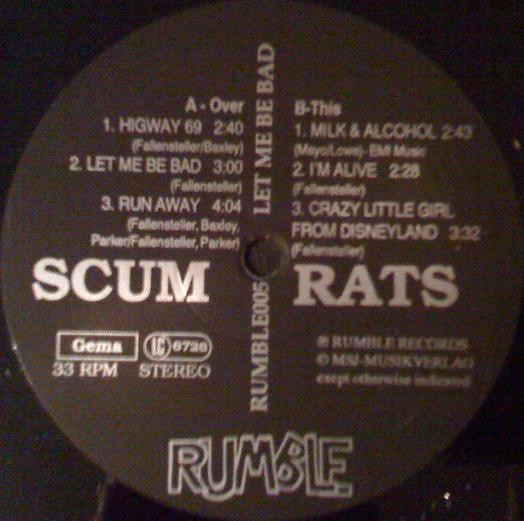 A - Over
1. HIGWAY 69 2:40
(Fallensteller/Baxley)
2. LET ME BE BAD 3:00
(Fallensteller)
3. RUN AWAY 4:04
(Fallensteller, Baxley,
Parker/Fallensteller, Parker)
LET ME BE BAD
B-This
1. MILK & ALCOHOL 2:43
(Mayo/Lowe)- EMI Music
2. I'M ALIVE 2:28
(Fallensteller)
3. CRAZY LITTLE GIRL
FROM DISNEYLAND 3:32
(Fallensteller)
SCUM RATS
RUMBLE005
Gema LC 6726
33 RPM STEREO
℗ RUMBLE RECORDS
© MSJ-MUSIKVERLAG
exept otherwise indicated
RUMBLE